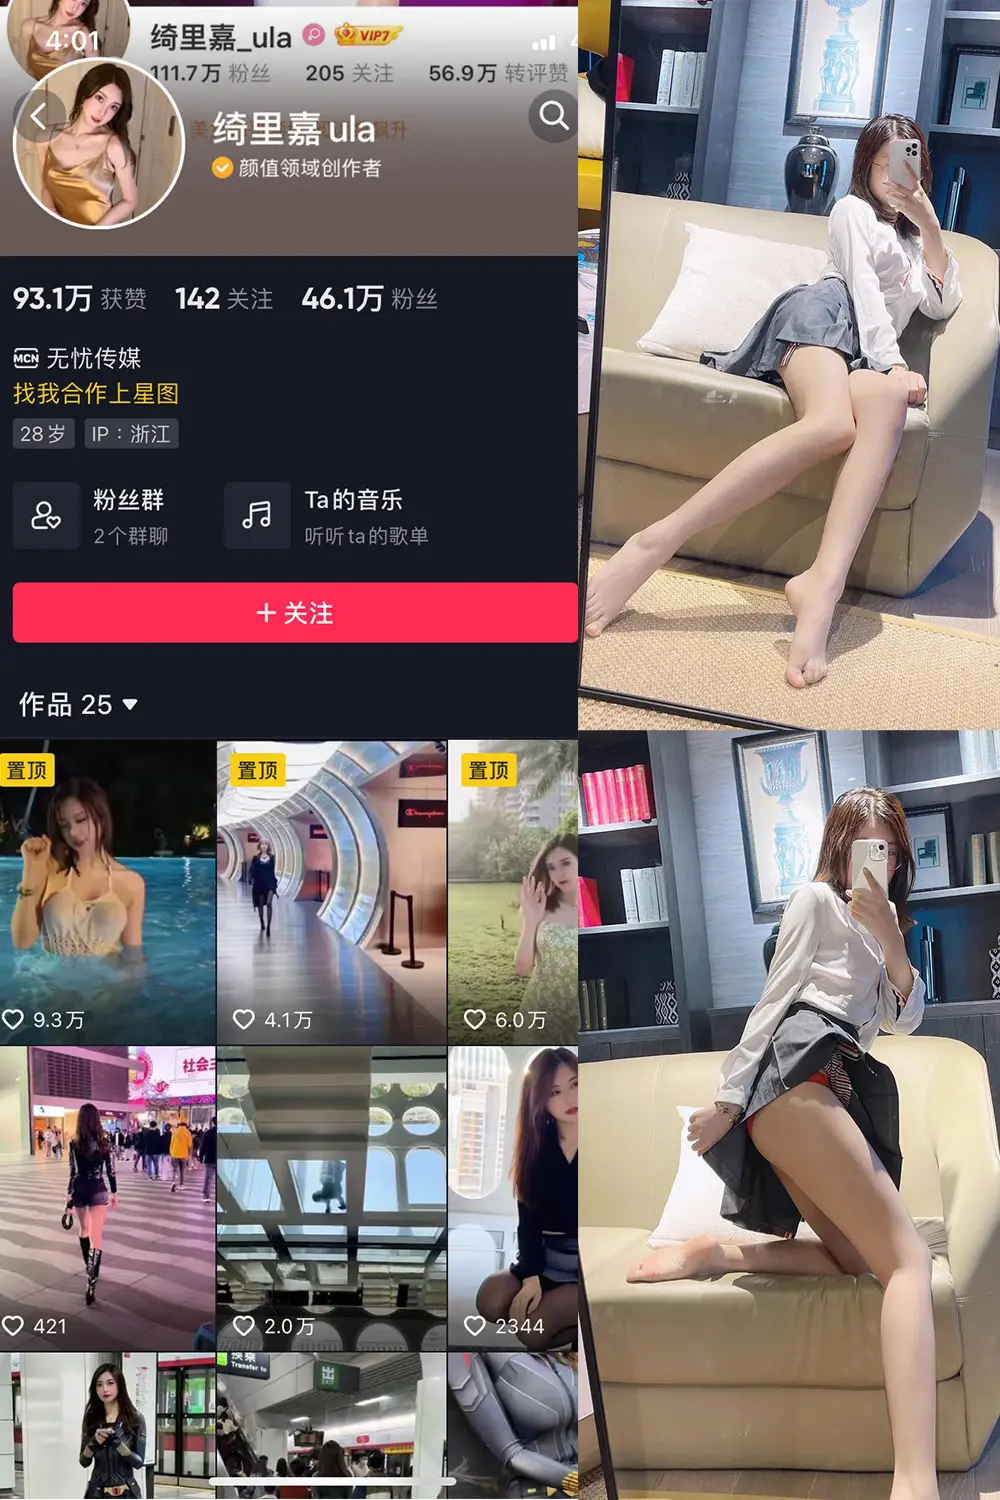 绮里嘉_ula VIP7
4:01
111.7万 粉丝 205 关注 56.9万 转评赞
绮里嘉 ula
颜值领域创作者
93.1万 获赞 142 关注 46.1万 粉丝
MCN 无忧传媒
找我合作上星图
28岁 IP：浙江
粉丝群
2个群聊
Ta的音乐
听听ta的歌单
+ 关注
作品 25
置顶
置顶
置顶
Champion
9.3万
4.1万
6.0万
社会主
421
2.0万
2344
换乘
Transfer to
出
EXIT